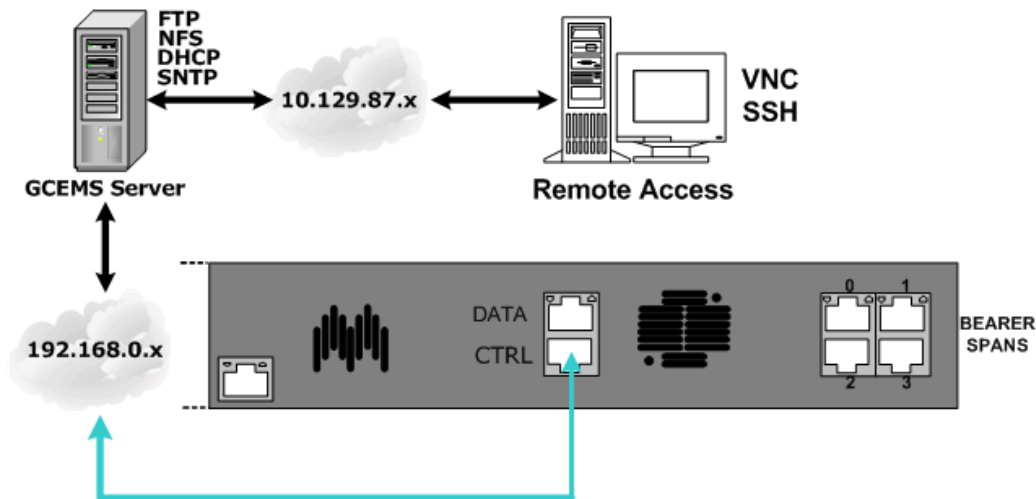 FTP
NFS
DHCP
SNTP
GCEMS Server
10.129.87.x
VNC
SSH
Remote Access
192.168.0.x
DATA
CTRL
0 1
2 3
BEARER
SPANS